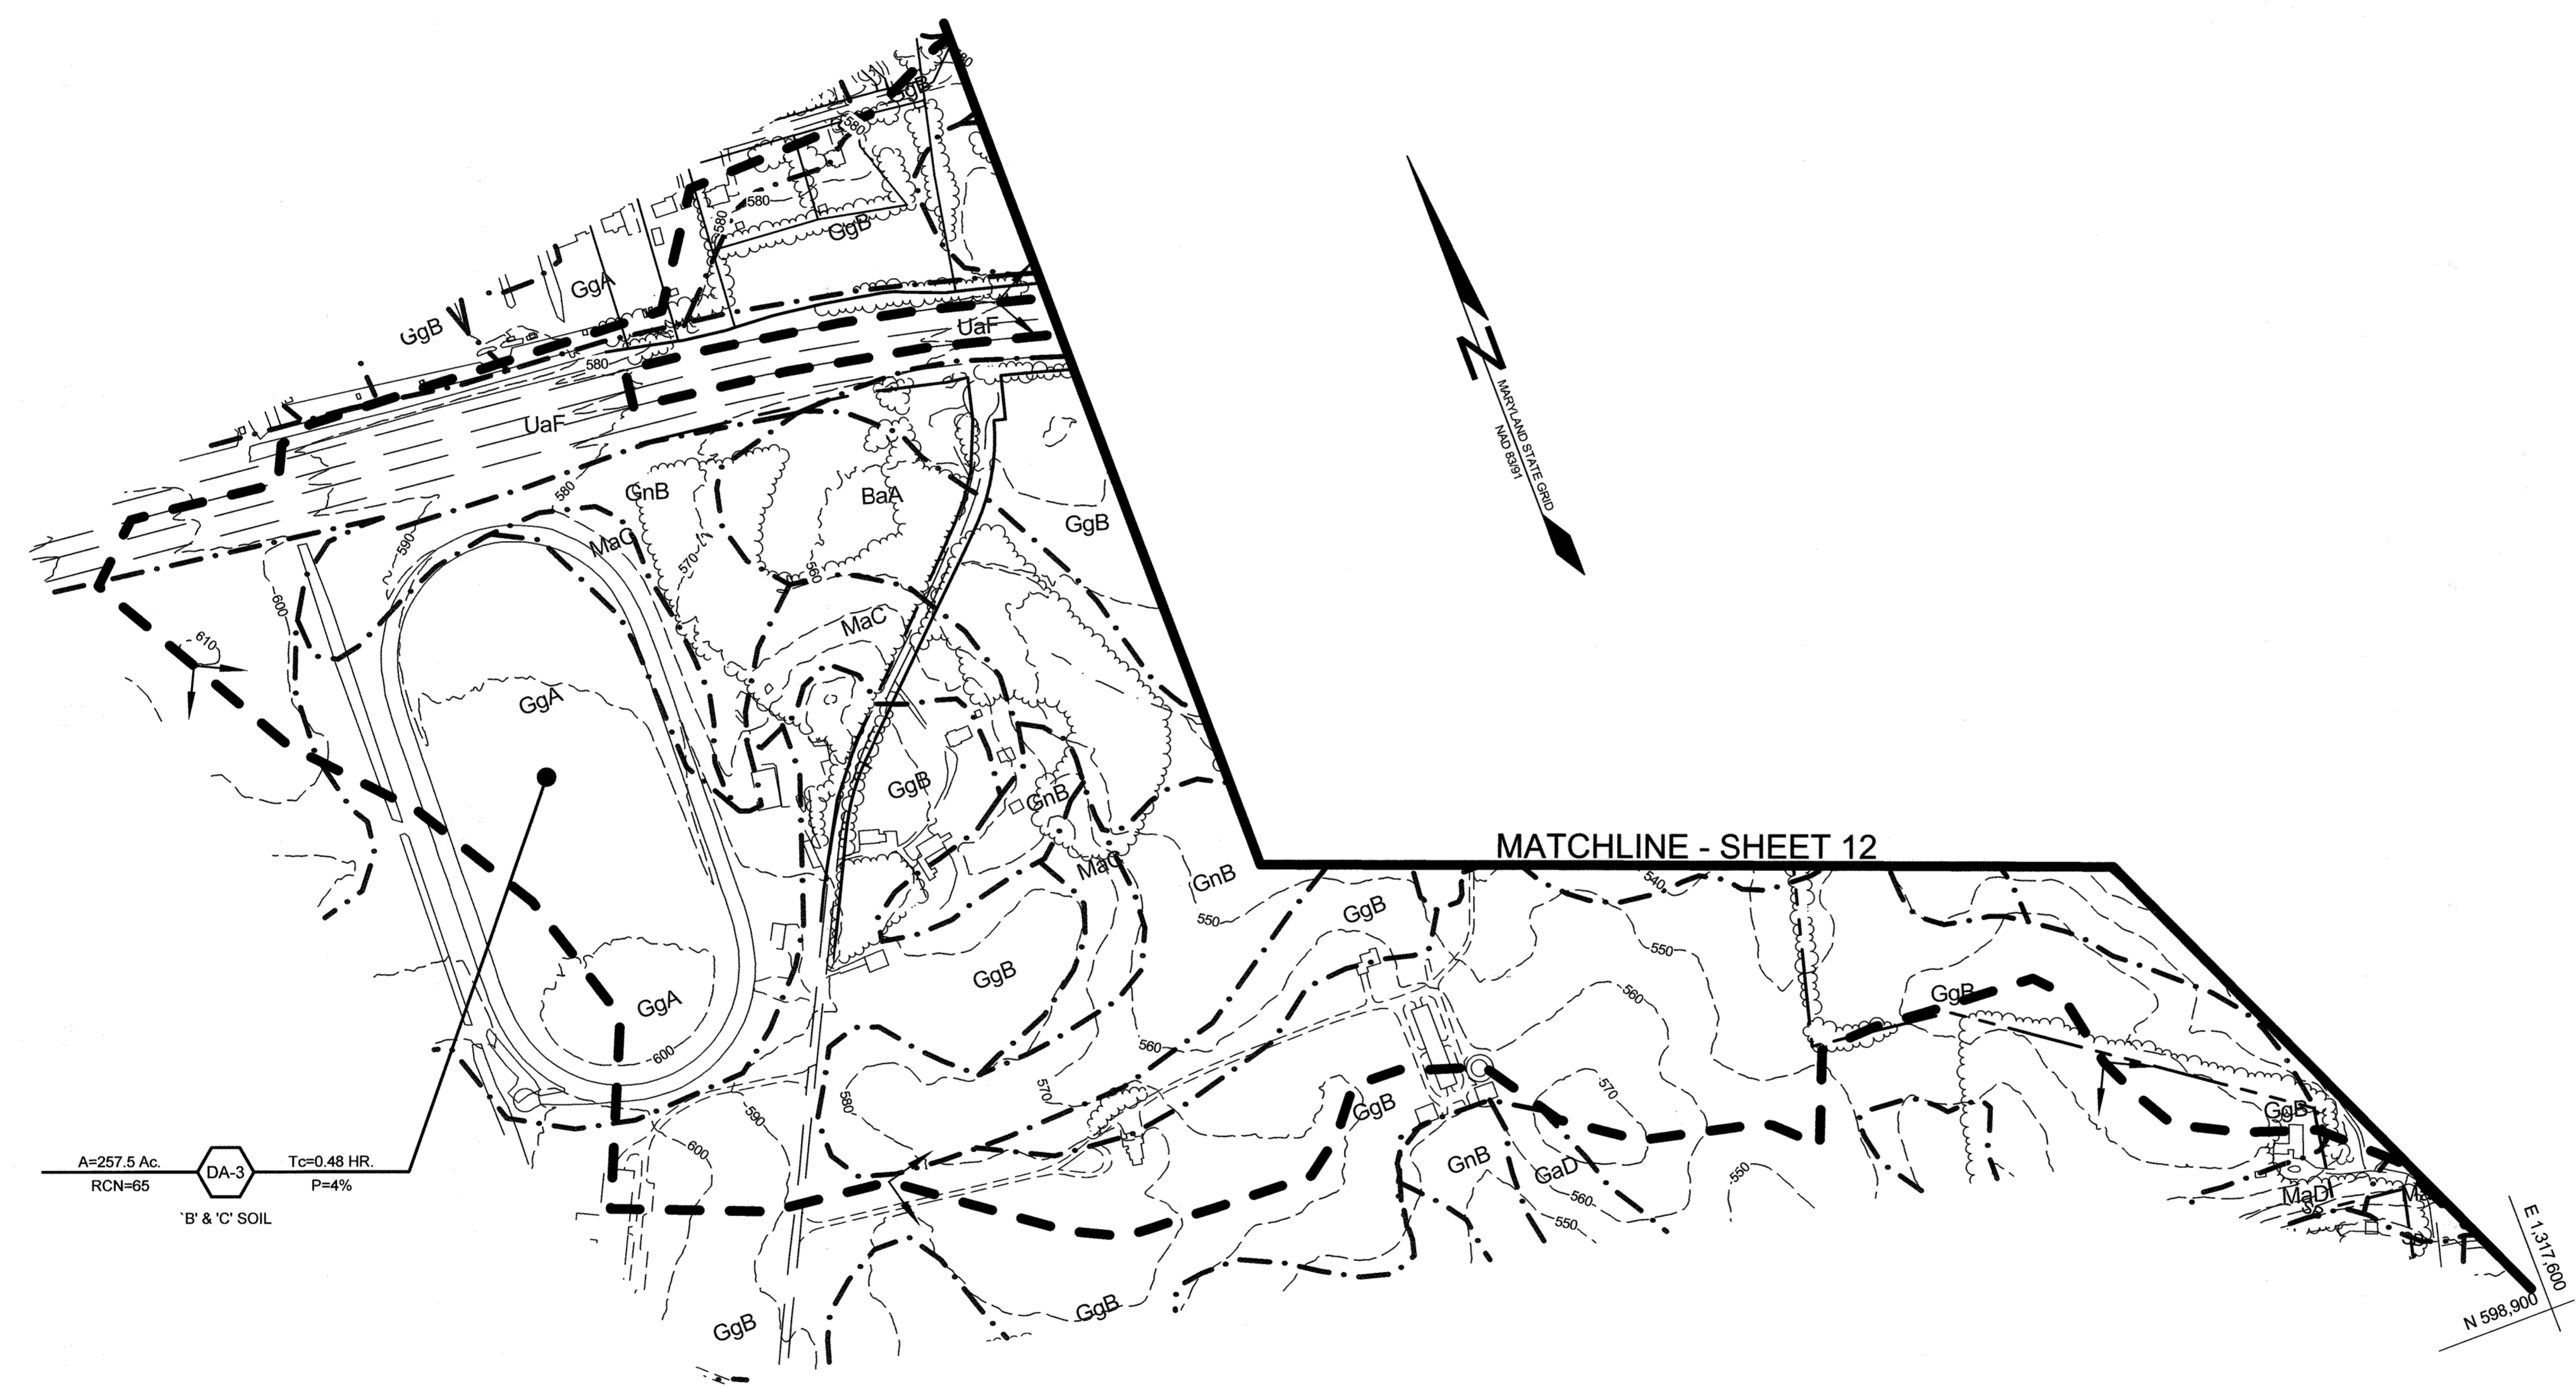 GgB
580
580
580
GgB
GgA
GgB
UaF
580
UaF
GnB
580
BaA
GgB
590
MaC
570
560
600
MaC
610
GgA
GgB
GnB
MATCHLINE - SHEET 12
MaC
GnB
540
GgB
550
550
GgB
560
GgB
GgA
600
560
570
570
580
590
GgB
GgB
600
GnB
GaD
550
560
550
MaD
GgB
GgB
N
MARYLAND STATE GRID
NAD 83/91
A=257.5 Ac.
RCN=65
DA-3
Tc=0.48 HR.
P=4%
`B' & 'C' SOIL
E 1,317,600
N 598,900